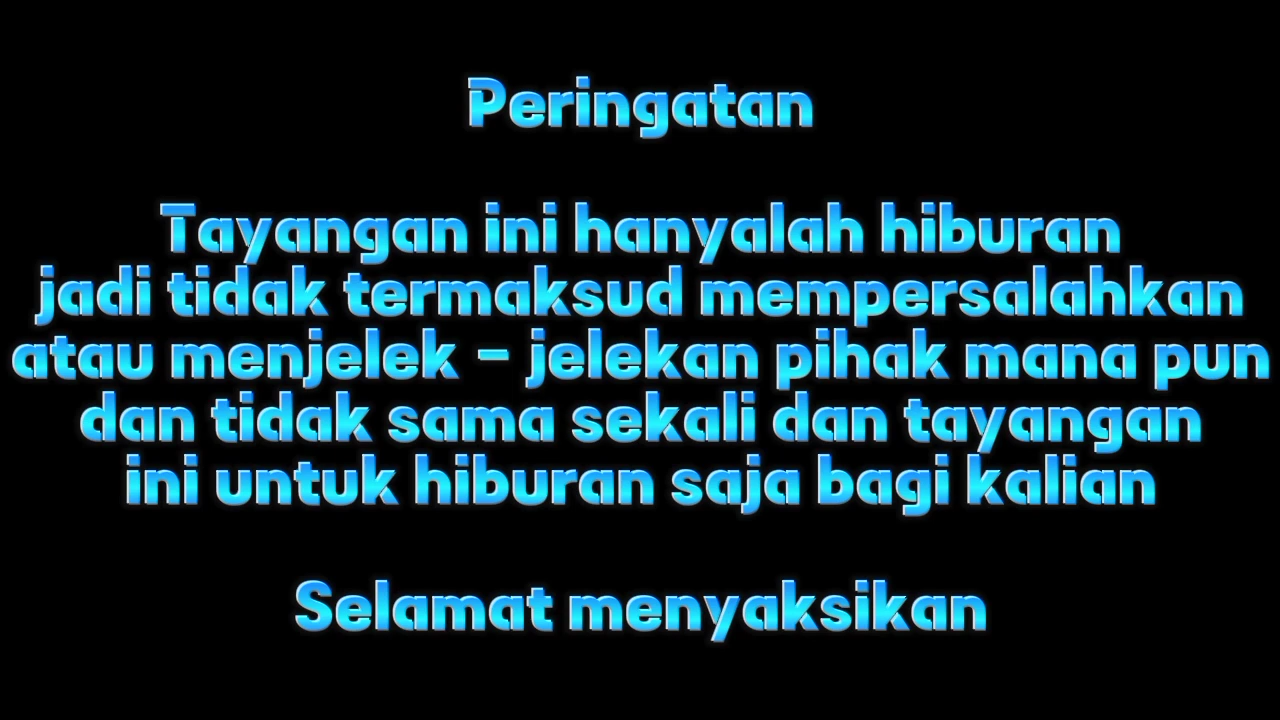 Peringatan
Tayangan ini hanyalah hiburan
jadi tidak termaksud mempersalahkan
atau menjelek - jelekan pihak mana pun
dan tidak sama sekali dan tayangan
ini untuk hiburan saja bagi kalian
Selamat menyaksikan